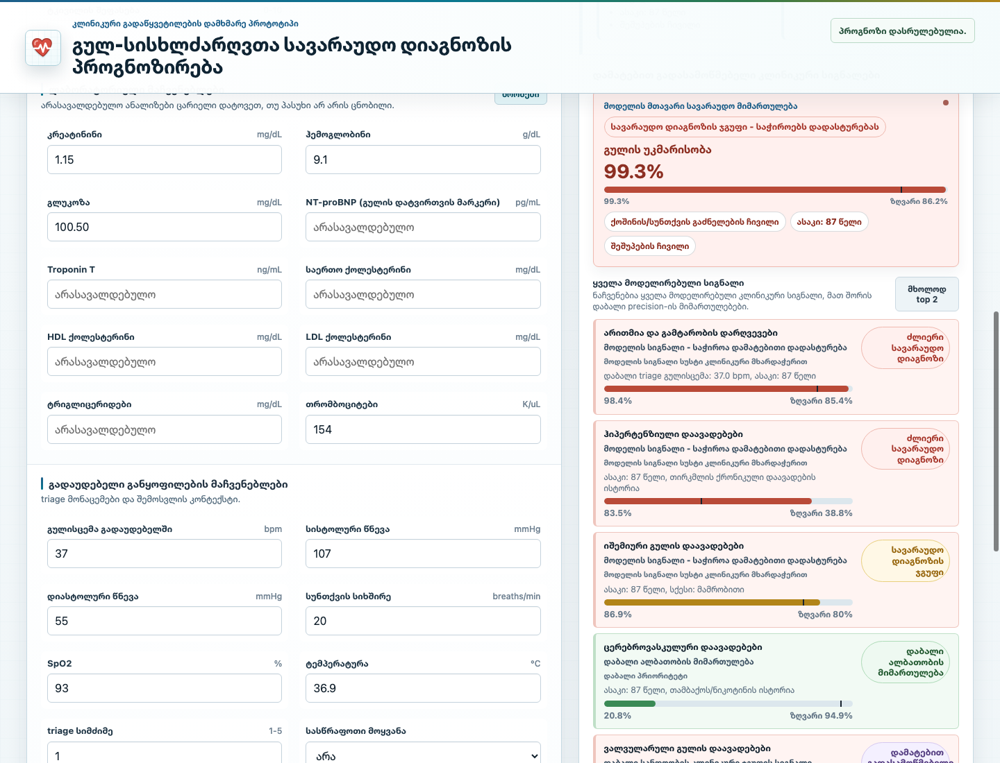 კლინიკური გადაწყვეტილების დამხმარე პროტოტიპი
გულ-სისხლძარღვთა სავარაუდო დიაგნოზის
პროგნოზირება
პროგნოზი დასრულებულია.
არასავალდებულო ანალიზები ცარიელი დატოვეთ, თუ პასუხი არ არის ცნობილი.
კრეატინინი mg/dL
1.15
ჰემოგლობინი g/dL
9.1
გლუკოზა mg/dL
100.50
NT-proBNP (გულის დატვირთვის მარკერი) pg/mL
არასავალდებულო
Troponin T ng/mL
არასავალდებულო
საერთო ქოლესტერინი mg/dL
არასავალდებულო
HDL ქოლესტერინი mg/dL
არასავალდებულო
LDL ქოლესტერინი mg/dL
არასავალდებულო
ტრიგლიცერიდები mg/dL
არასავალდებულო
თრომბოციტები K/uL
154
გადაუდებელი განყოფილების მაჩვენებლები
triage მონაცემები და შემოსვლის კონტექსტი.
გულისცემა გადაუდებელში bpm
37
სისტოლური წნევა mmHg
107
დიასტოლური წნევა mmHg
55
სუნთქვის სიხშირე breaths/min
20
SpO2 %
93
ტემპერატურა °C
36.9
triage სიმძიმე 1-5
1
სასწრაფოთი მოყვანა
არა
მოდელის მთავარი სავარაუდო მიმართულება
სავარაუდო დიაგნოზის ჯგუფი - საჭიროებს დადასტურებას
გულის უკმარისობა
99.3%
99.3% ზღვარი 86.2%
ქოშინის/სუნთქვის გაძნელების ჩივილი ასაკი: 87 წელი
შეშუპების ჩივილი
ყველა მოდელირებული სიგნალი
ნაჩვენებია ყველა მოდელირებული კლინიკური სიგნალი, მათ შორის
დაბალი precision-ის მიმართულებები.
მხოლოდ
top 2
არითმია და გამტარობის დარღვევები
მოდელის სიგნალი - საჭიროა დამატებითი დადასტურება
მოდელის სიგნალი სუსტი კლინიკური მხარდაჭერით
დაბალი triage გულისცემა: 37.0 bpm, ასაკი: 87 წელი
98.4% ზღვარი 85.4%
ძლიერი
სავარაუდო
დიაგნოზი
ჰიპერტენზიული დაავადებები
მოდელის სიგნალი - საჭიროა დამატებითი დადასტურება
მოდელის სიგნალი სუსტი კლინიკური მხარდაჭერით
ასაკი: 87 წელი, თირკმლის ქრონიკული დაავადების
ისტორია
83.5% ზღვარი 38.8%
ძლიერი
სავარაუდო
დიაგნოზი
იშემიური გულის დაავადებები
მოდელის სიგნალი - საჭიროა დამატებითი დადასტურება
მოდელის სიგნალი სუსტი კლინიკური მხარდაჭერით
ასაკი: 87 წელი, სქესი: მამრობითი
86.9% ზღვარი 80%
სავარაუდო
დიაგნოზის
ჯგუფი
ცერებროვასკულური დაავადებები
დაბალი ალბათობის მიმართულება
დაბალი პრიორიტეტი
ასაკი: 87 წელი, თამბაქოს/ნიკოტინის ისტორია
20.8% ზღვარი 94.9%
დაბალი
ალბათობის
მიმართულება
ვალვულარული გულის დაავადებები
დამატებით